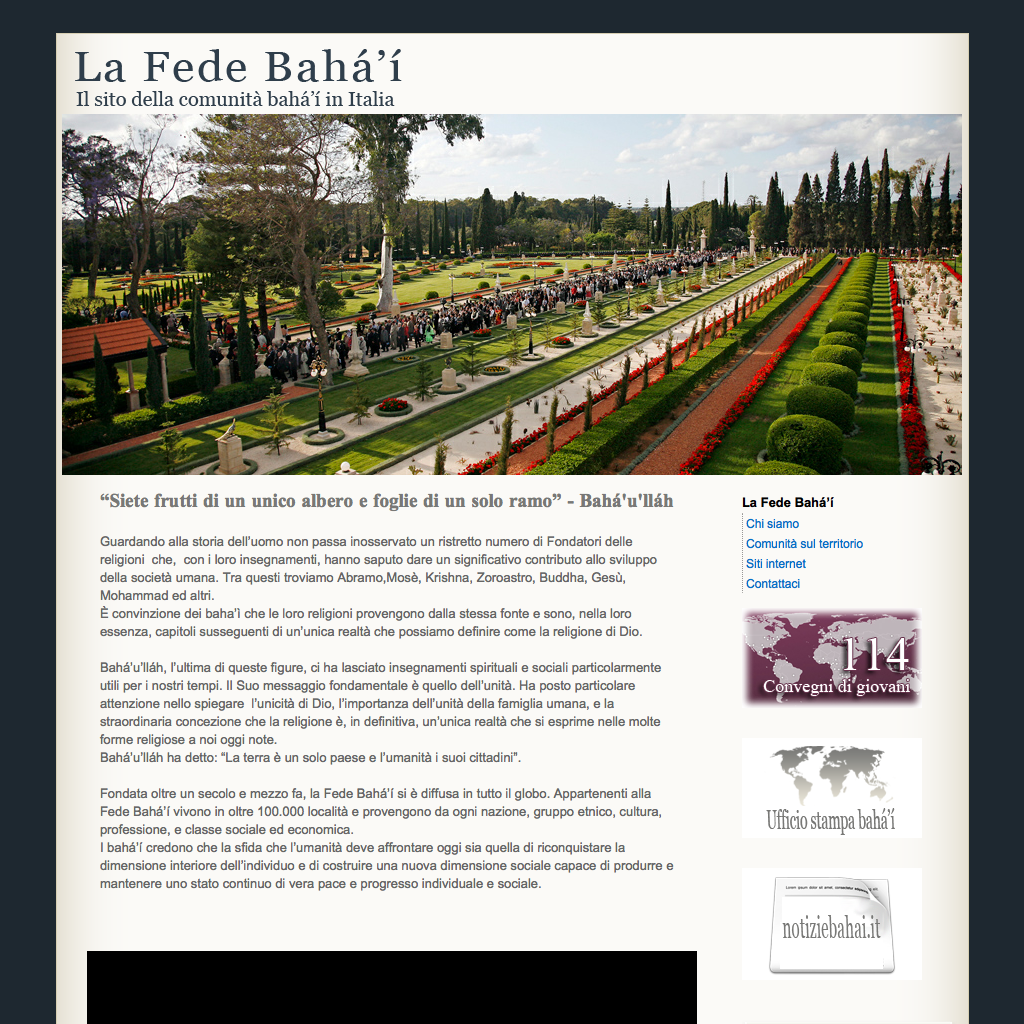 La Fede Bahá’í
Il sito della comunità bahá’í in Italia
“Siete frutti di un unico albero e foglie di un solo ramo” - Bahá'u'lláh
Guardando alla storia dell’uomo non passa inosservato un ristretto numero di Fondatori delle
religioni che, con i loro insegnamenti, hanno saputo dare un significativo contributo allo sviluppo
della società umana. Tra questi troviamo Abramo,Mosè, Krishna, Zoroastro, Buddha, Gesù,
Mohammad ed altri.
È convinzione dei baha’ì che le loro religioni provengono dalla stessa fonte e sono, nella loro
essenza, capitoli susseguenti di un’unica realtà che possiamo definire come la religione di Dio.
Bahá’u’lláh, l’ultima di queste figure, ci ha lasciato insegnamenti spirituali e sociali particolarmente
utili per i nostri tempi. Il Suo messaggio fondamentale è quello dell’unità. Ha posto particolare
attenzione nello spiegare l’unicità di Dio, l’importanza dell’unità della famiglia umana, e la
straordinaria concezione che la religione è, in definitiva, un’unica realtà che si esprime nelle molte
forme religiose a noi oggi note.
Bahá’u’lláh ha detto: “La terra è un solo paese e l’umanità i suoi cittadini”.
Fondata oltre un secolo e mezzo fa, la Fede Bahá’í si è diffusa in tutto il globo. Appartenenti alla
Fede Bahá’í vivono in oltre 100.000 località e provengono da ogni nazione, gruppo etnico, cultura,
professione, e classe sociale ed economica.
I bahá’í credono che la sfida che l’umanità deve affrontare oggi sia quella di riconquistare la
dimensione interiore dell’individuo e di costruire una nuova dimensione sociale capace di produrre e
mantenere uno stato continuo di vera pace e progresso individuale e sociale.
La Fede Bahá’í
Chi siamo
Comunità sul territorio
Siti internet
Contattaci
114
Convegni di giovani
Ufficio stampa bahá’í
Lorem ipsum dolor sit amet, consectetur
notiziebahai.it